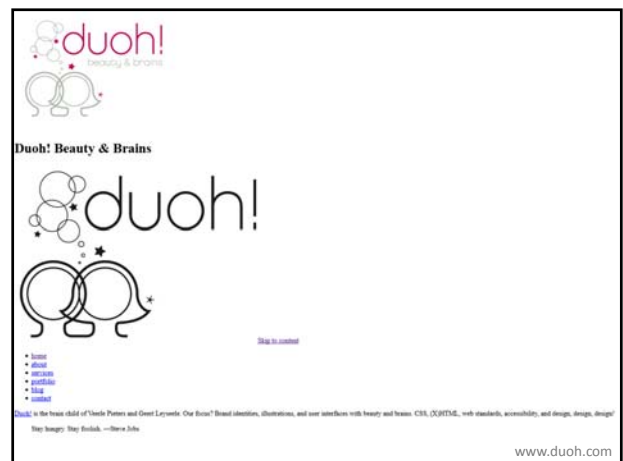 duoh!
beauty & brains
Duoh! Beauty & Brains
duoh!
Skip to content
home
about
services
portfolio
blog
contact
Duoh! is the brain child of Veerle Pieters and Geert Leyseele. Our focus? Brand identities, illustrations, and user interfaces with beauty and brains. CSS, (X)HTML, web standards, accessibility, and design, design, design!
Stay hungry. Stay foolish. —Steve Jobs
www.duoh.com